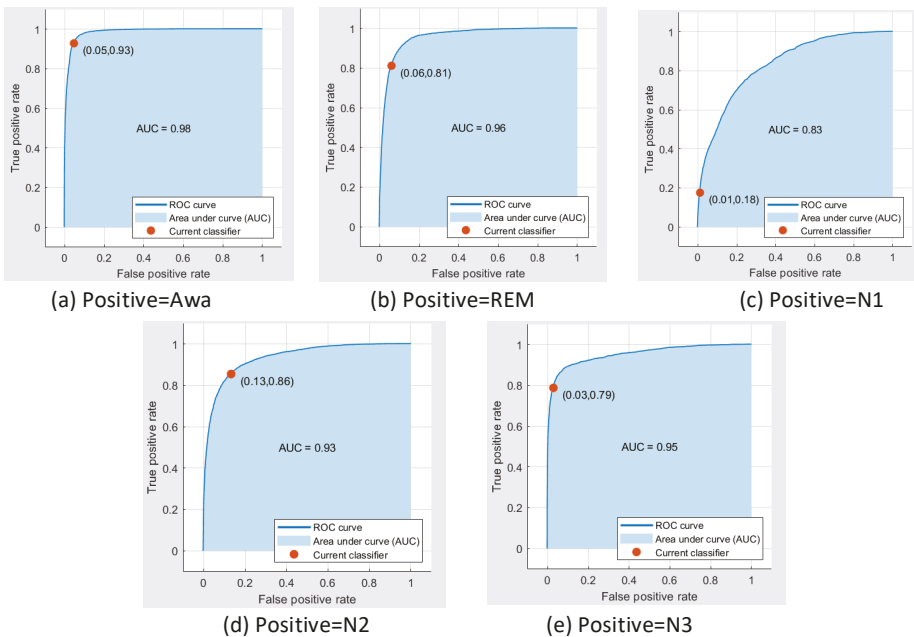 True positive rate
1
0.8
0.6
0.4
0.2
0
(0.05,0.93)
AUC = 0.98
ROC curve
Area under curve (AUC)
Current classifier
0 0.2 0.4 0.6 0.8 1
False positive rate
(a) Positive=Awa
True positive rate
1
0.8
0.6
0.4
0.2
0
(0.06,0.81)
AUC = 0.96
ROC curve
Area under curve (AUC)
Current classifier
0 0.2 0.4 0.6 0.8 1
False positive rate
(b) Positive=REM
True positive rate
1
0.8
0.6
0.4
0.2
0
AUC = 0.83
(0.01,0.18)
ROC curve
Area under curve (AUC)
Current classifier
0 0.2 0.4 0.6 0.8 1
False positive rate
(c) Positive=N1
True positive rate
1
0.8
0.6
0.4
0.2
0
(0.13,0.86)
AUC = 0.93
ROC curve
Area under curve (AUC)
Current classifier
0 0.2 0.4 0.6 0.8 1
False positive rate
(d) Positive=N2
True positive rate
1
0.8
0.6
0.4
0.2
0
(0.03,0.79)
AUC = 0.95
ROC curve
Area under curve (AUC)
Current classifier
0 0.2 0.4 0.6 0.8 1
False positive rate
(e) Positive=N3